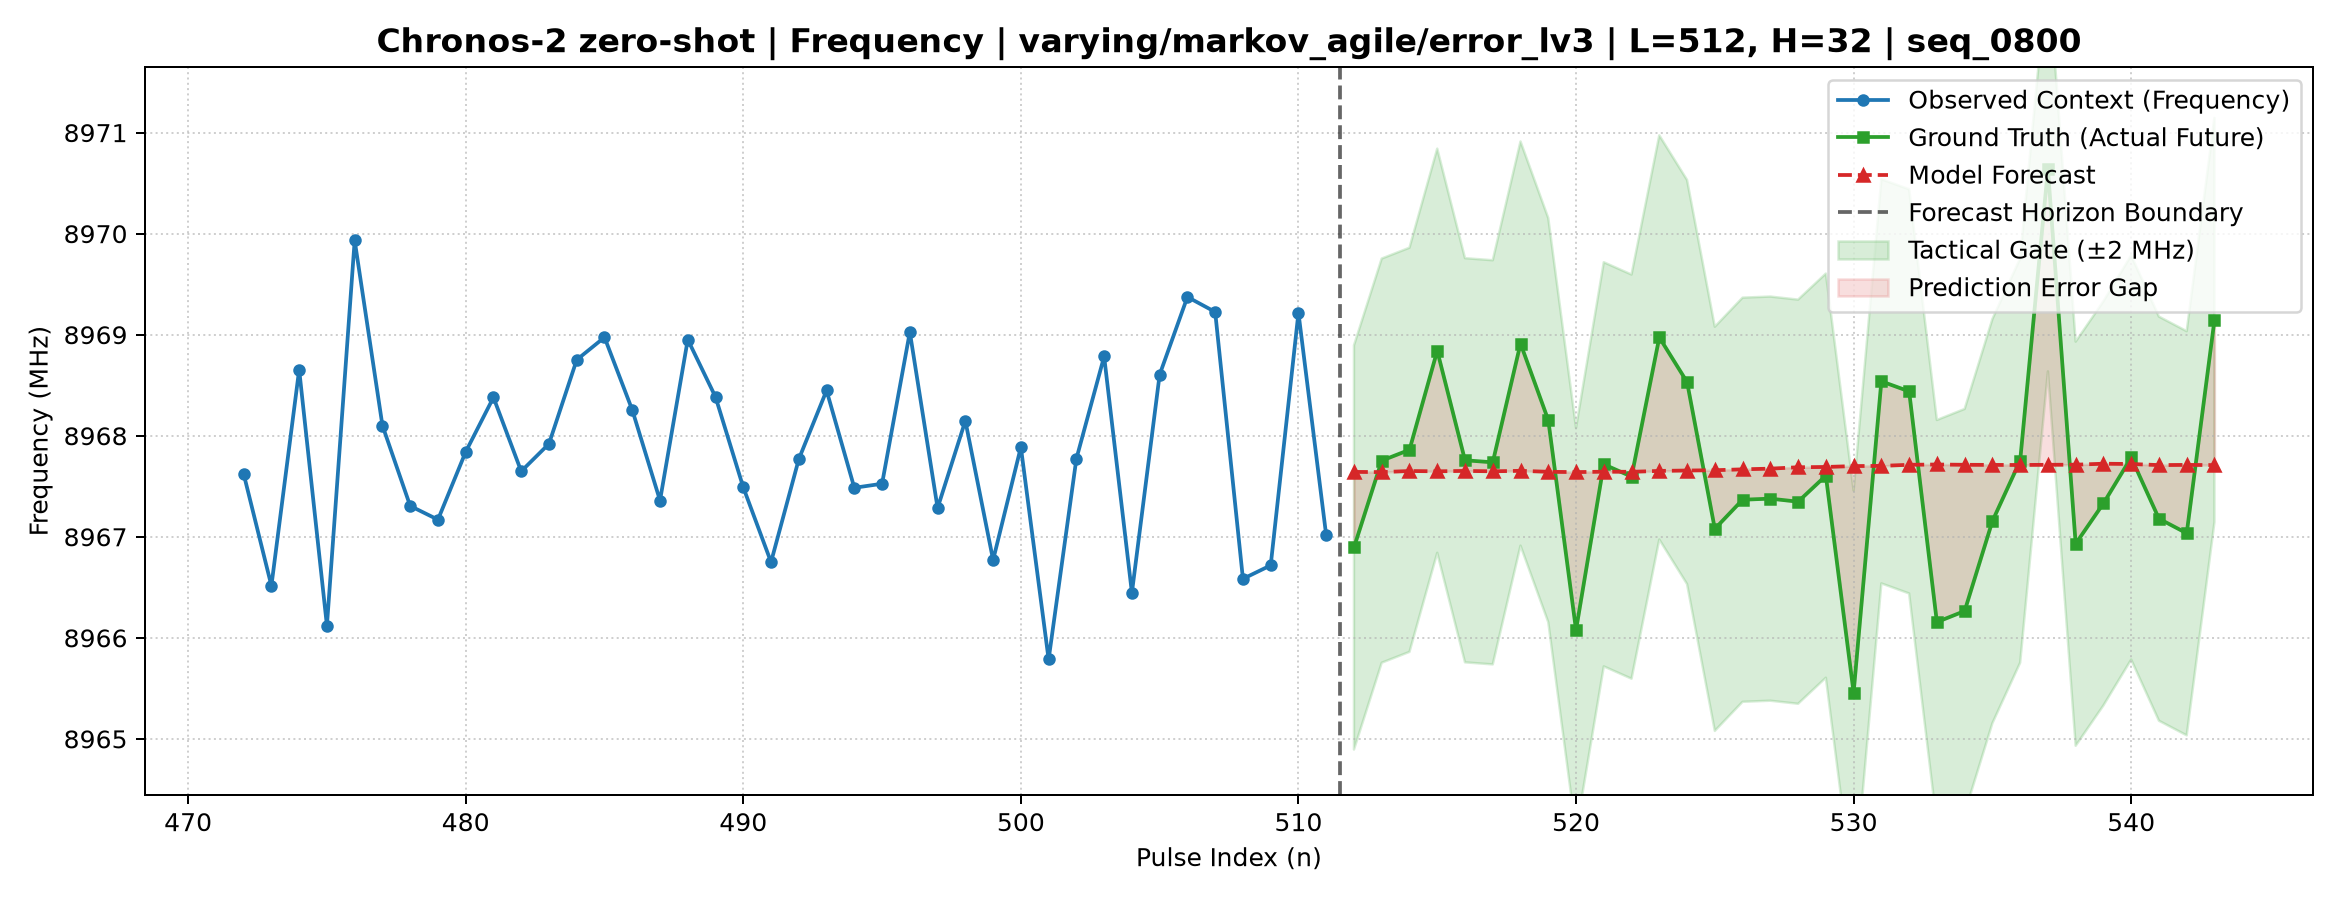 Chronos-2 zero-shot | Frequency | varying/markov_agile/error_lv3 | L=512, H=32 | seq_0800
Observed Context (Frequency)
Ground Truth (Actual Future)
Model Forecast
Forecast Horizon Boundary
Tactical Gate (±2 MHz)
Prediction Error Gap
Frequency (MHz)
8971
8970
8969
8968
8967
8966
8965
470
480
490
500
510
520
530
540
Pulse Index (n)